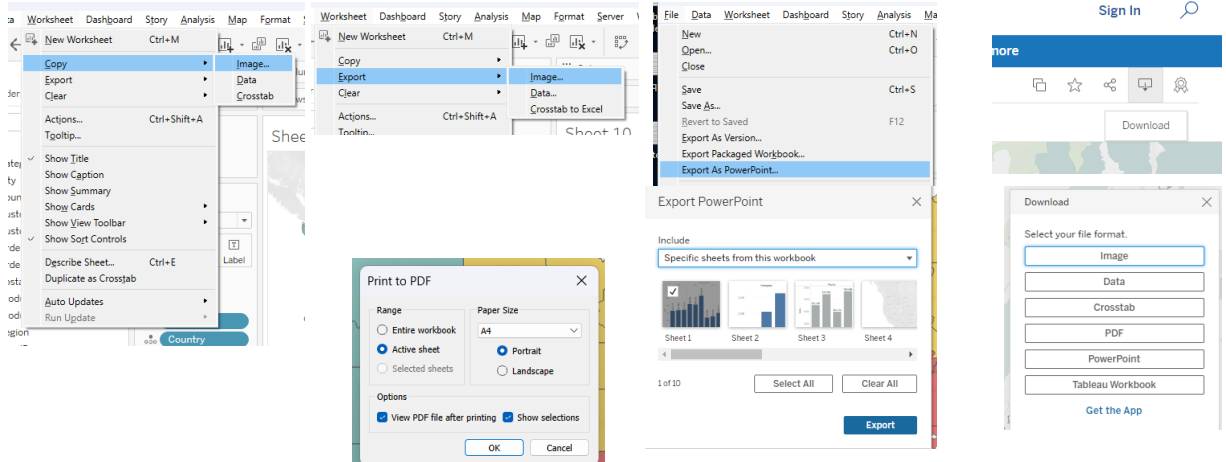 ta Worksheet Dashboard Story Analysis Map Format
New Worksheet Ctrl+M
Copy
Export
Clear
Image...
Data
Crosstab
Actions... Ctrl+Shift+A
Tooltip...
Show Title
Show Caption
Show Summary
Show Cards
Show View Toolbar
Show Sort Controls
Describe Sheet... Ctrl+E
Duplicate as Crosstab
Auto Updates
Run Update
Shee
Label
Country
Worksheet Dashboard Story Analysis Map Format Server
New Worksheet Ctrl+M
Copy
Export
Clear
Image...
Data...
Crosstab to Excel
Actions... Ctrl+Shift+A
Tooltip...
Sheet 10
Print to PDF
Range
Entire workbook
Active sheet
Selected sheets
Paper Size
A4
Portrait
Landscape
Options
View PDF file after printing Show selections
OK Cancel
File Data Worksheet Dashboard Story Analysis Ma
New Ctrl+N
Open... Ctrl+O
Close
Save Ctrl+S
Save As...
Revert to Saved F12
Export As Version...
Export Packaged Workbook...
Export As PowerPoint...
Export PowerPoint
Include
Specific sheets from this workbook
Sheet 1 Sheet 2 Sheet 3 Sheet 4
1 of 10 Select All Clear All
Export
Sign In
more
Download
Download
Select your file format.
Image
Data
Crosstab
PDF
PowerPoint
Tableau Workbook
Get the App